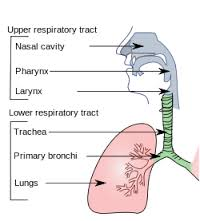 Upper respiratory tract
Nasal cavity
Pharynx
Larynx
Lower respiratory tract
Trachea
Primary bronchi
Lungs